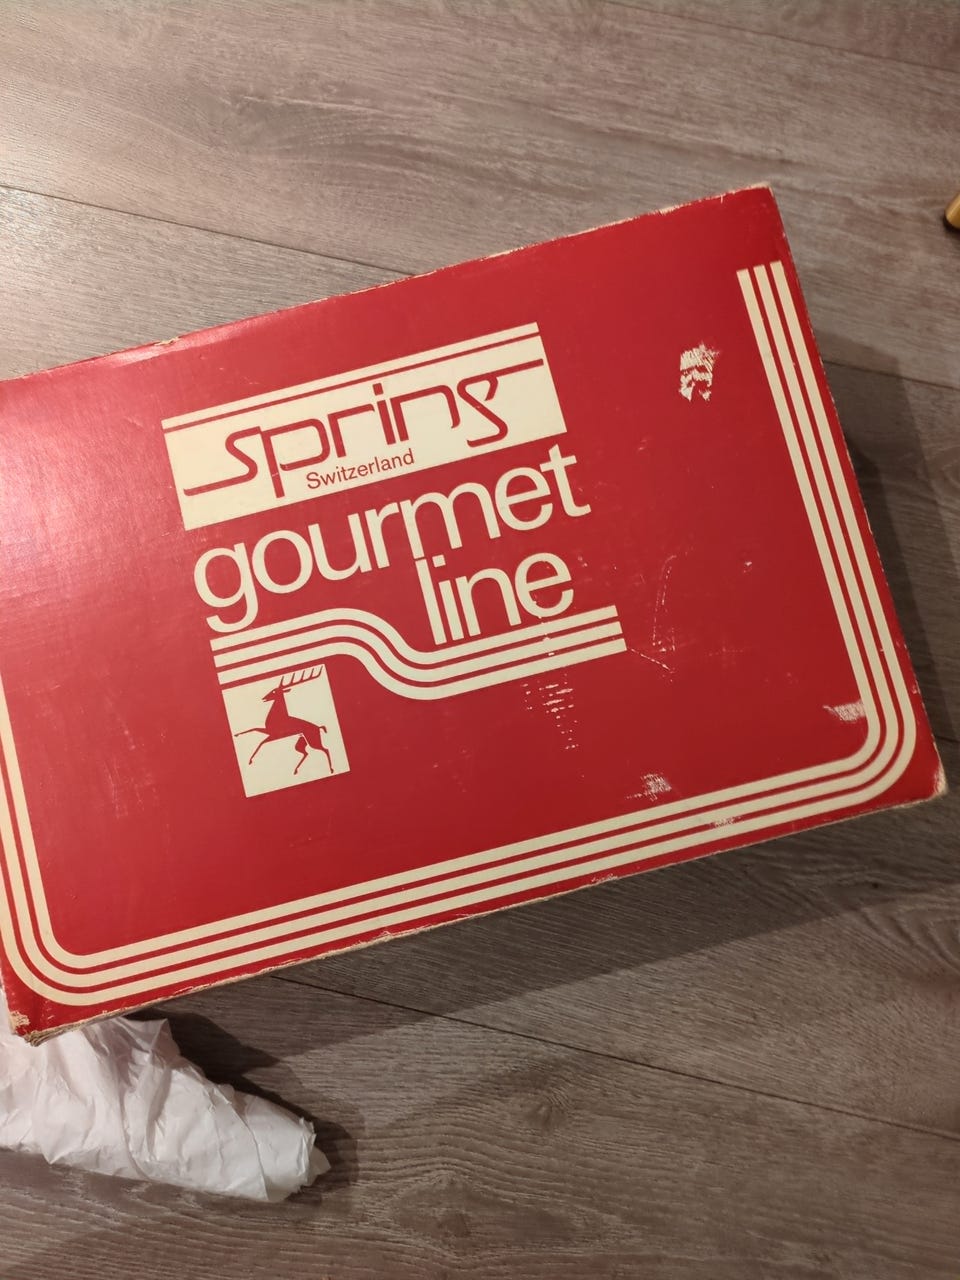 spring
Switzerland
gourmet
line